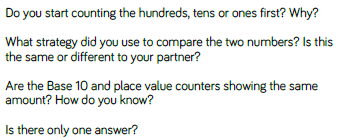 Do you start counting the hundreds, tens or ones first? Why?
What strategy did you use to compare the two numbers? Is this
the same or different to your partner?
Are the Base 10 and place value counters showing the same
amount? How do you know?
Is there only one answer?